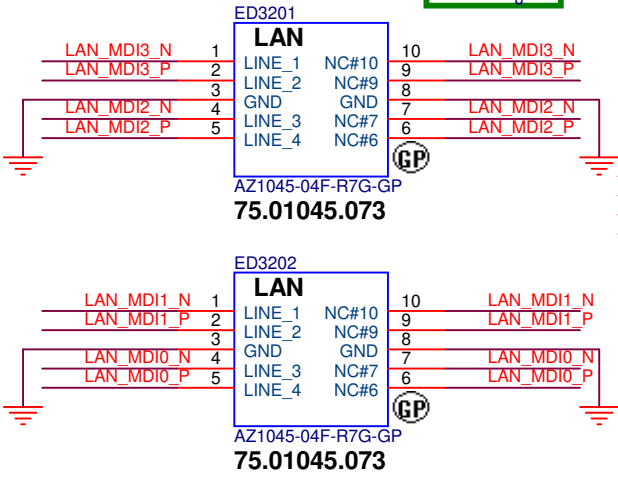 ED3201
LAN
LAN_MDI3_N 1 LINE_1 NC#10 10 LAN_MDI3_N
LAN_MDI3_P 2 LINE_2 NC#9 9 LAN_MDI3_P
3 GND GND 8
LAN_MDI2_N 4 LINE_3 NC#7 7 LAN_MDI2_N
LAN_MDI2_P 5 LINE_4 NC#6 6 LAN_MDI2_P
GP
AZ1045-04F-R7G-GP
75.01045.073
ED3202
LAN
LAN_MDI1_N 1 LINE_1 NC#10 10 LAN_MDI1_N
LAN_MDI1_P 2 LINE_2 NC#9 9 LAN_MDI1_P
3 GND GND 8
LAN_MDI0_N 4 LINE_3 NC#7 7 LAN_MDI0_N
LAN_MDI0_P 5 LINE_4 NC#6 6 LAN_MDI0_P
GP
AZ1045-04F-R7G-GP
75.01045.073